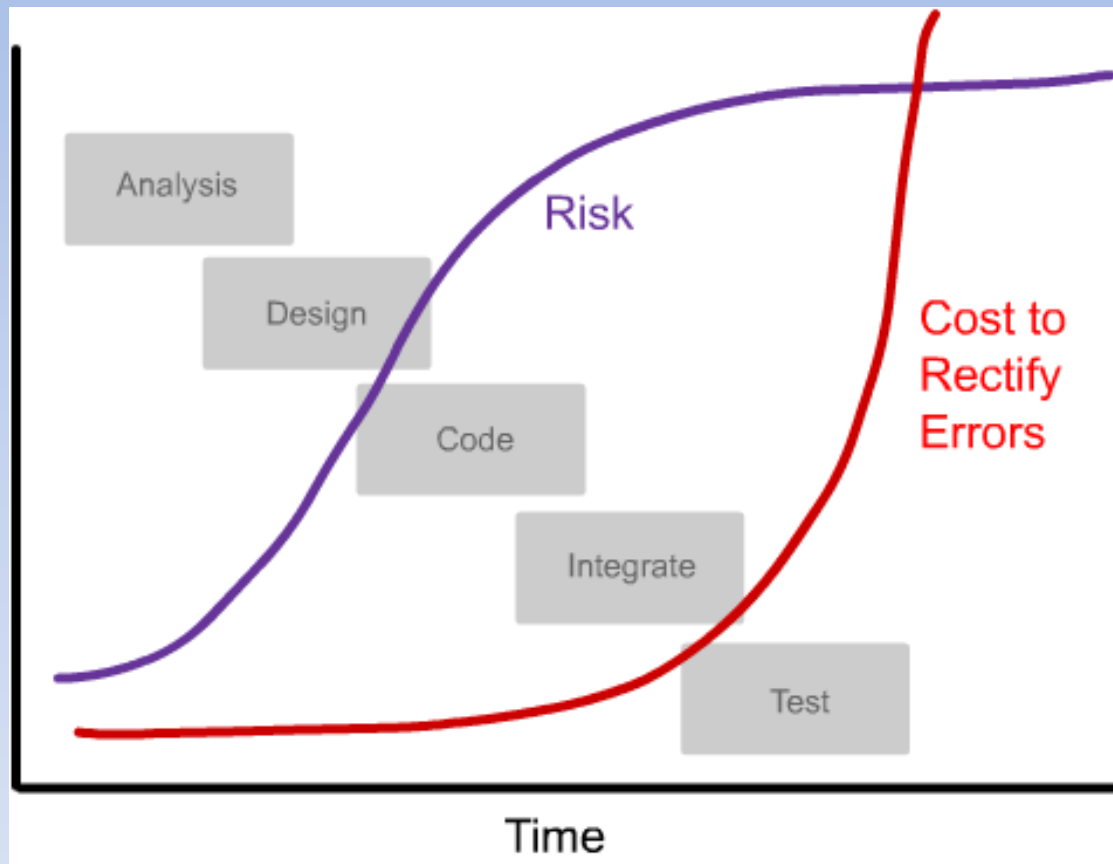 Analysis
Risk
Design
Cost to
Rectify
Errors
Code
Integrate
Test
Time